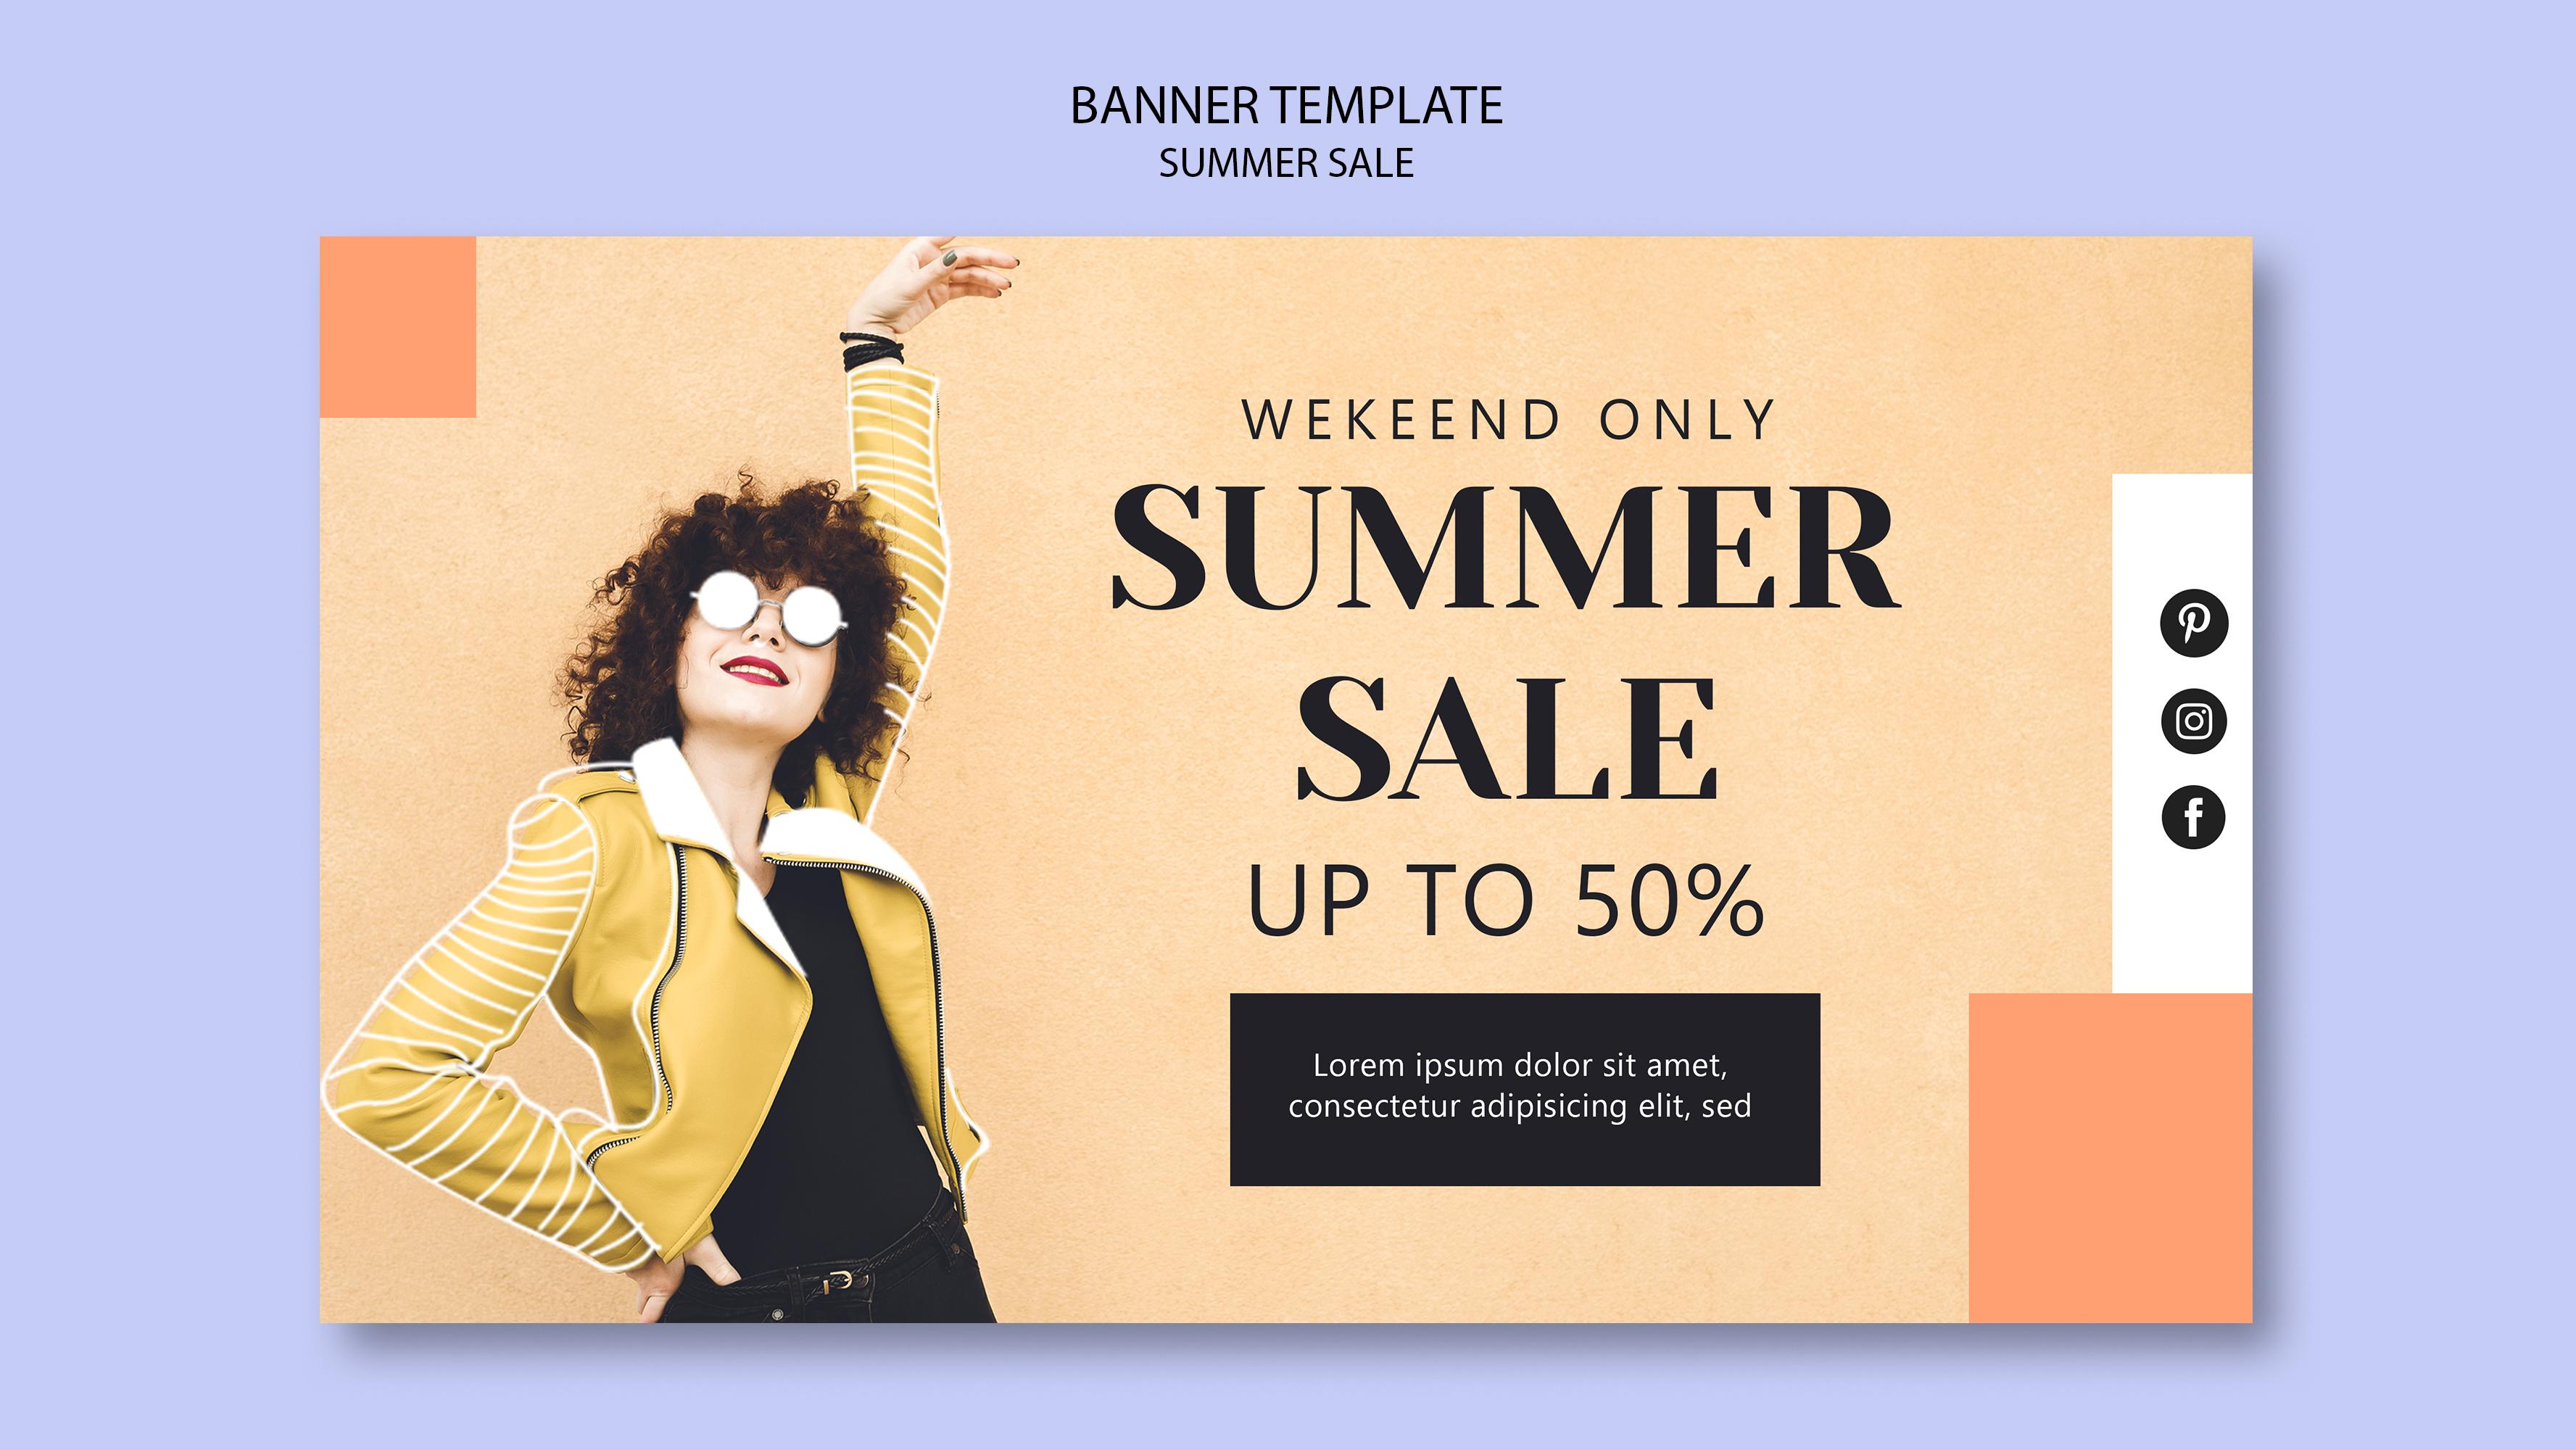 BANNER TEMPLATE
SUMMER SALE
WEKEEND ONLY
SUMMER
SALE
UP TO 50%
Lorem ipsum dolor sit amet,
consectetur adipisicing elit, sed